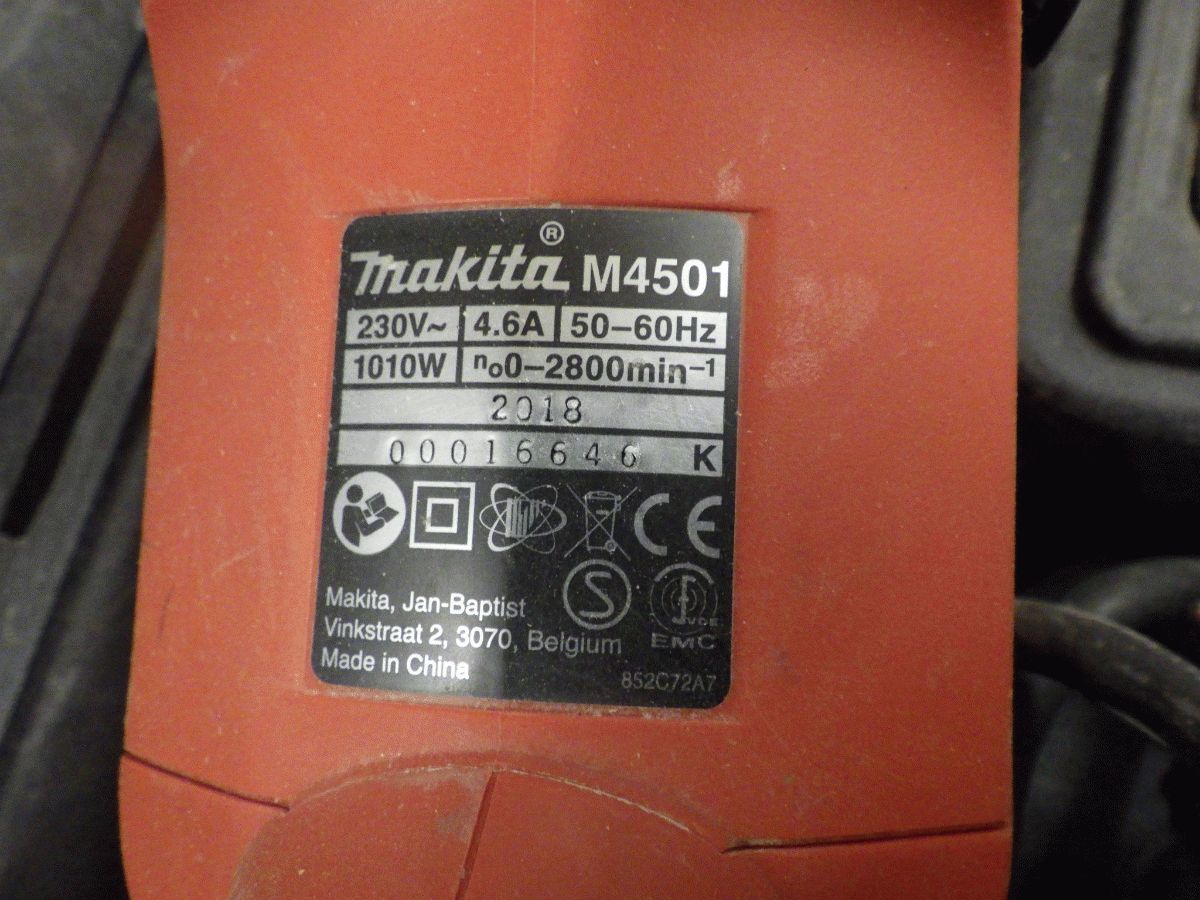 makita® M4501
230V~ 4.6A 50–60Hz
1010W n₀0–2800min⁻¹
2018
00016646 K
CE
S
VDE
EMC
Makita, Jan-Baptist
Vinkstraat 2, 3070, Belgium
Made in China
852C72A7